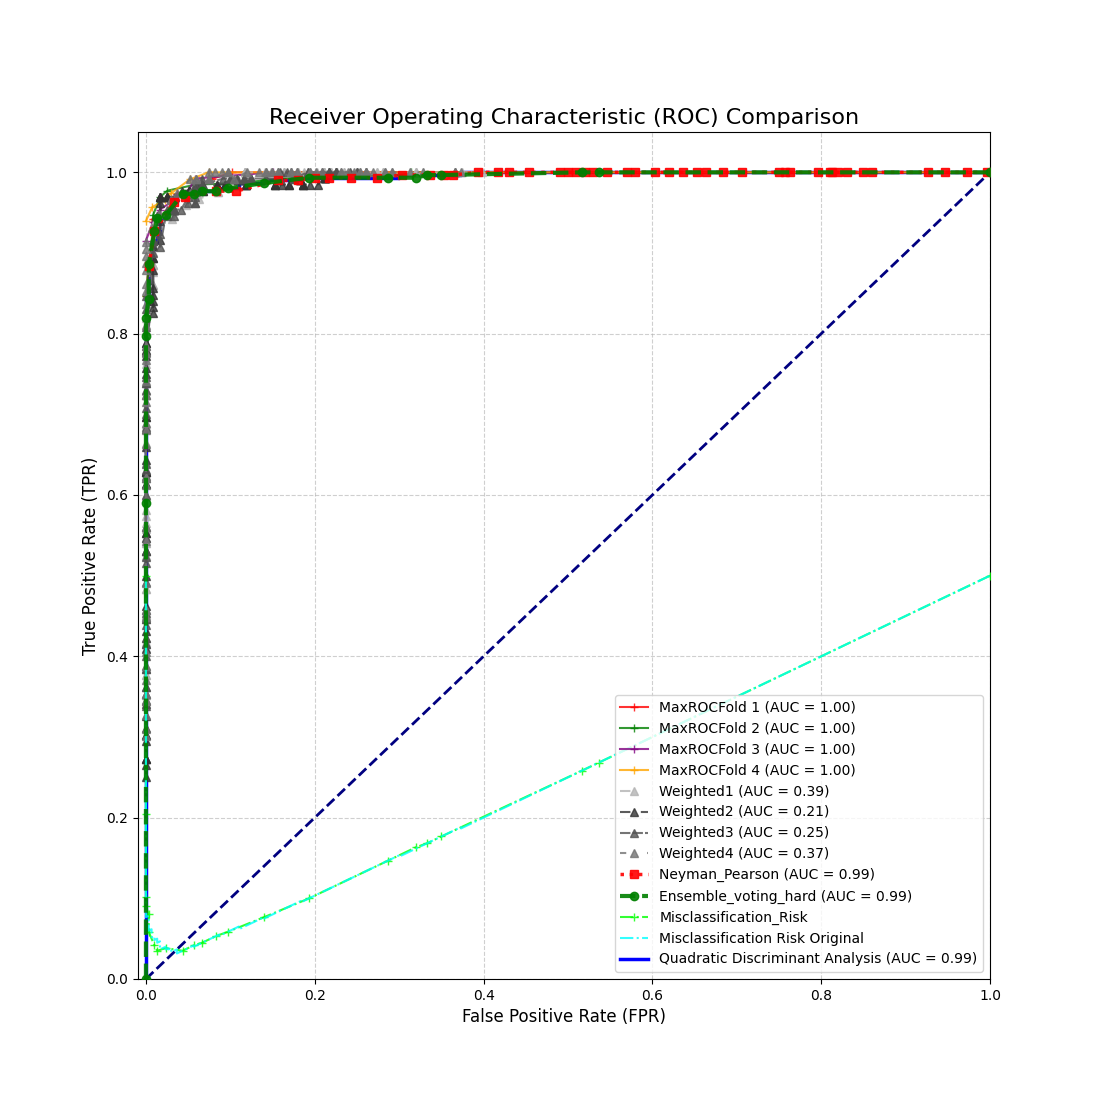 Receiver Operating Characteristic (ROC) Comparison
1.0
0.8
0.6
0.4
0.2
0.0
True Positive Rate (TPR)
MaxROCFold 1 (AUC = 1.00)
MaxROCFold 2 (AUC = 1.00)
MaxROCFold 3 (AUC = 1.00)
MaxROCFold 4 (AUC = 1.00)
Weighted1 (AUC = 0.39)
Weighted2 (AUC = 0.21)
Weighted3 (AUC = 0.25)
Weighted4 (AUC = 0.37)
Neyman_Pearson (AUC = 0.99)
Ensemble_voting_hard (AUC = 0.99)
Misclassification_Risk
Misclassification Risk Original
Quadratic Discriminant Analysis (AUC = 0.99)
0.0 0.2 0.4 0.6 0.8 1.0
False Positive Rate (FPR)